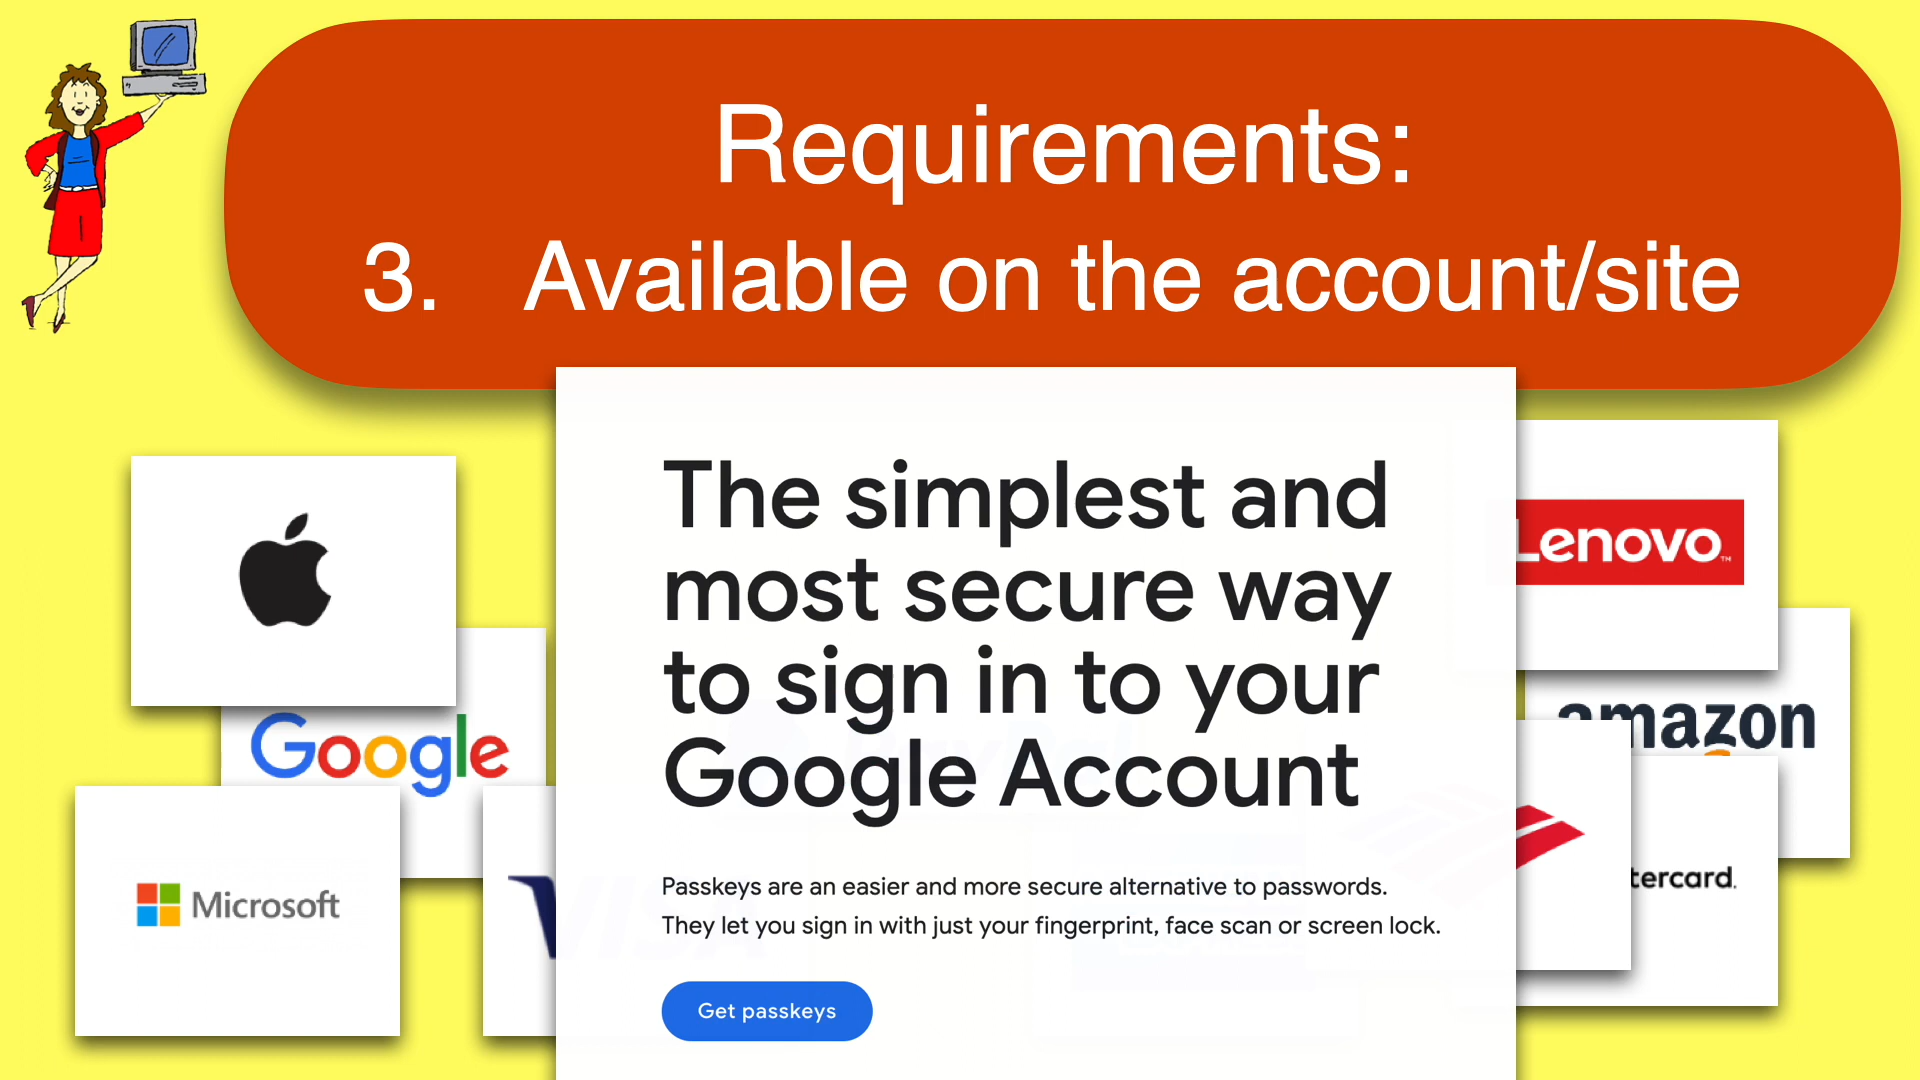 Requirements:
3. Available on the account/site
The simplest and
most secure way
to sign in to your
Google Account
Passkeys are an easier and more secure alternative to passwords.
They let you sign in with just your fingerprint, face scan or screen lock.
Get passkeys
Google
Microsoft
Lenovo™
amazon
tercard.